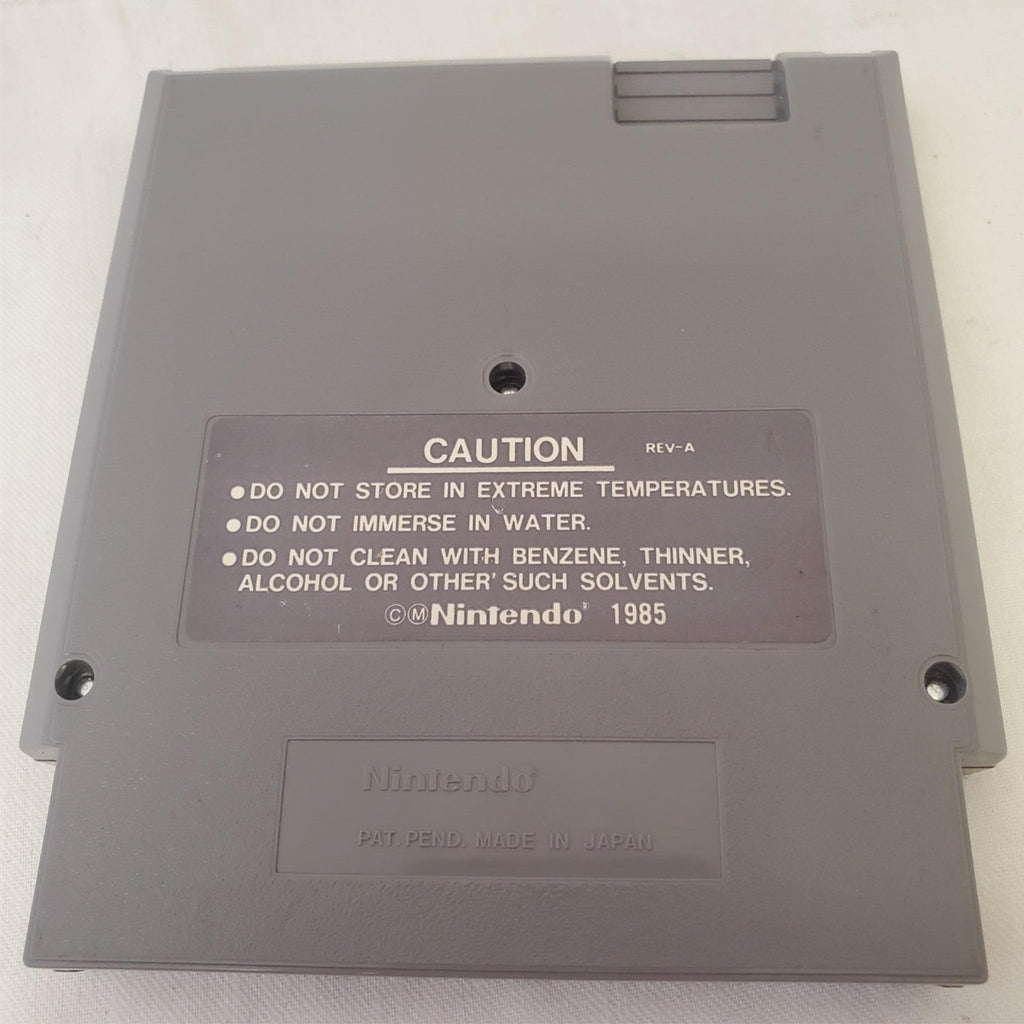 CAUTION REV-A
●DO NOT STORE IN EXTREME TEMPERATURES.
●DO NOT IMMERSE IN WATER.
●DO NOT CLEAN WITH BENZENE, THINNER,
ALCOHOL OR OTHER SUCH SOLVENTS.
©ⓂNintendo® 1985
Nintendo®
PAT. PEND. MADE IN JAPAN